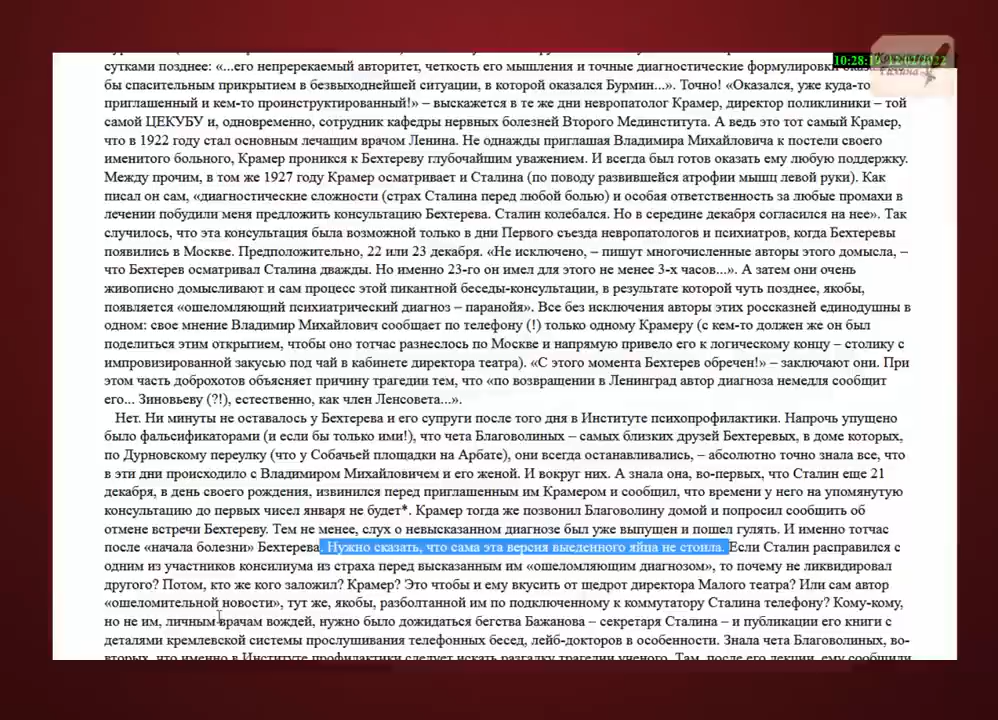 сутками позднее: «...его непререкаемый авторитет, четкость его мышления и точные диагностические формулировки
10:28:1
бы спасительным прикрытием в безвыходнейшей ситуации, в которой оказался Бурмин...». Точно! «Оказался, уже куда-то
приглашенный и кем-то проинструктированный!» – выскажется в те же дни невропатолог Крамер, директор поликлиники – той
самой ЦЕКУБУ и, одновременно, сотрудник кафедры нервных болезней Второго Мединститута. А ведь это тот самый Крамер,
что в 1922 году стал основным лечащим врачом Ленина. Не однажды приглашая Владимира Михайловича к постели своего
именитого больного, Крамер проникся к Бехтереву глубочайшим уважением. И всегда был готов оказать ему любую поддержку.
Между прочим, в том же 1927 году Крамер осматривает и Сталина (по поводу развившейся атрофии мышц левой руки). Как
писал он сам, «диагностические сложности (страх Сталина перед любой болью) и особая ответственность за любые промахи в
лечении побудили меня предложить консультацию Бехтерева. Сталин колебался. Но в середине декабря согласился на нее». Так
случилось, что эта консультация была возможной только в дни Первого съезда невропатологов и психиатров, когда Бехтеревы
появились в Москве. Предположительно, 22 или 23 декабря. «Не исключено, – пишут многочисленные авторы этого домысла, –
что Бехтерев осматривал Сталина дважды. Но именно 23-го он имел для этого не менее 3-х часов...». А затем они очень
живописно домысливают и сам процесс этой пикантной беседы-консультации, в результате которой чуть позднее, якобы,
появляется «ошеломляющий психиатрический диагноз – паранойя». Все без исключения авторы этих россказней единодушны в
одном: свое мнение Владимир Михайлович сообщает по телефону (!) только одному Крамеру (с кем-то должен же он был
поделиться этим открытием, чтобы оно тотчас разнеслось по Москве и напрямую привело его к логическому концу – столику с
импровизированной закусью под чай в кабинете директора театра). «С этого момента Бехтерев обречен!» – заключают они. При
этом часть доброхотов объясняет причину трагедии тем, что «по возвращении в Ленинград автор диагноза немедля сообщит
его... Зиновьеву (?!), естественно, как член Ленсовета...».
Нет. Ни минуты не оставалось у Бехтерева и его супруги после того дня в Институте психопрофилактики. Напрочь упущено
было фальсификаторами (и если бы только ими!), что чета Благоволиных – самых близких друзей Бехтеревых, в доме которых,
по Дурновскому переулку (что у Собачьей площадки на Арбате), они всегда останавливались, – абсолютно точно знала все, что
в эти дни происходило с Владимиром Михайловичем и его женой. И вокруг них. А знала она, во-первых, что Сталин еще 21
декабря, в день своего рождения, извинился перед приглашенным им Крамером и сообщил, что времени у него на упомянутую
консультацию до первых чисел января не будет*. Крамер тогда же позвонил Благоволину домой и попросил сообщить об
отмене встречи Бехтереву. Тем не менее, слух о невысказанном диагнозе был уже выпущен и пошел гулять. И именно тотчас
после «начала болезни» Бехтерева. Нужно сказать, что сама эта версия выеденного яйца не стоила. Если Сталин расправился с
одним из участников консилиума из страха перед высказанным им «ошеломляющим диагнозом», то почему не ликвидировал
другого? Потом, кто же кого заложил? Крамер? Это чтобы и ему вкусить от щедрот директора Малого театра? Или сам автор
«ошеломительной новости», тут же, якобы, разболтанной им по подключенному к коммутатору Сталина телефону? Кому-кому,
но не им, личным врачам вождей, нужно было дожидаться бегства Бажанова – секретаря Сталина – и публикации его книги с
деталями кремлевской системы прослушивания телефонных бесед, лейб-докторов в особенности. Знала чета Благоволиных, во-
вторых, что именно в Институте профилактики следует искать разгадку трагедии ученого. Там, после его лекции, ему сообщили